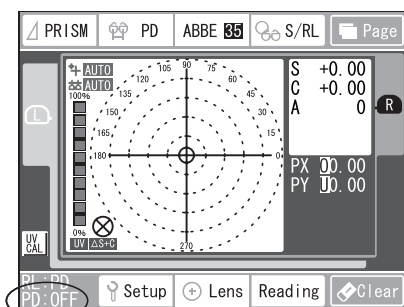 PRISM PD ABBE 35 S/RL Page
AUTO
AUTO
100%
0%
UV ΔS+C
105 90 75
120 60
135 45
150 30
165 15
180 0
270
L
R
S +0.00
C +0.00
A 0
PX O0.00
PY U0.00
UV
CAL
RL:PD
PD:OFF
Setup Lens Reading Clear